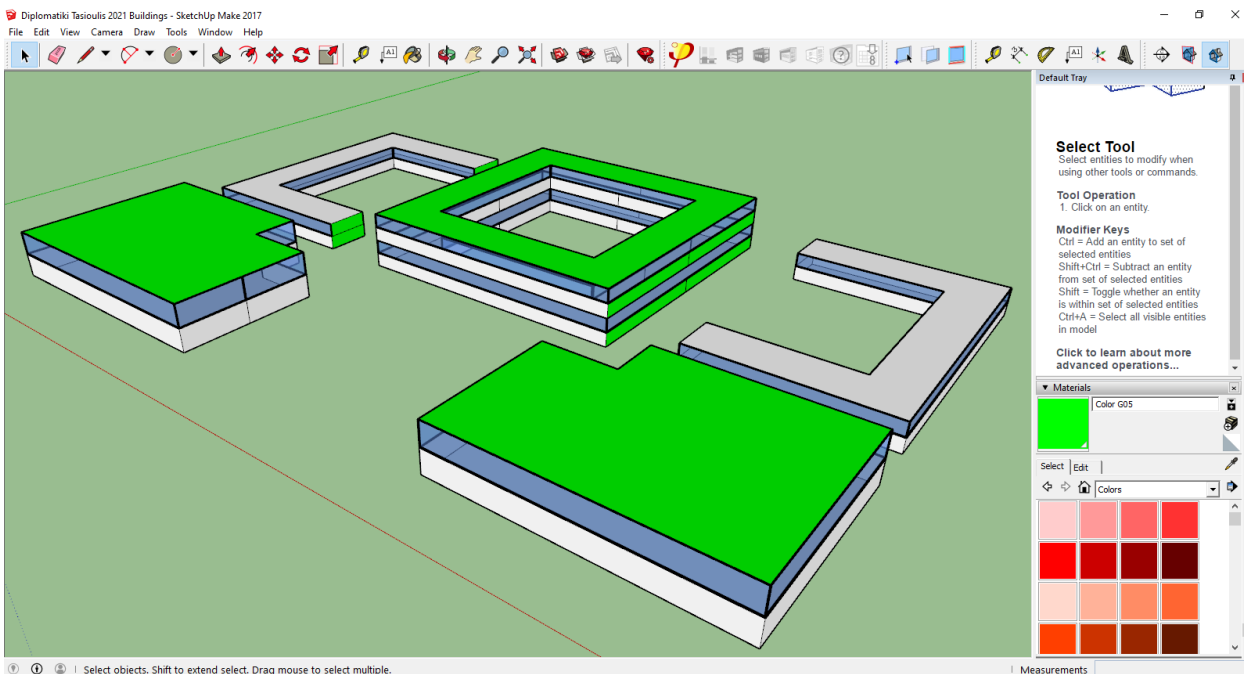 Diplomatiki Tasioulis 2021 Buildings - SketchUp Make 2017
File Edit View Camera Draw Tools Window Help
A1
A1
Default Tray
Select Tool
Select entities to modify when
using other tools or commands.
Tool Operation
1. Click on an entity.
Modifier Keys
Ctrl = Add an entity to set of
selected entities
Shift+Ctrl = Subtract an entity
from set of selected entities
Shift = Toggle whether an entity
is within set of selected entities
Ctrl+A = Select all visible entities
in model
Click to learn about more
advanced operations...
Materials
Color G05
Select Edit
Colors
Select objects. Shift to extend select. Drag mouse to select multiple.
Measurements